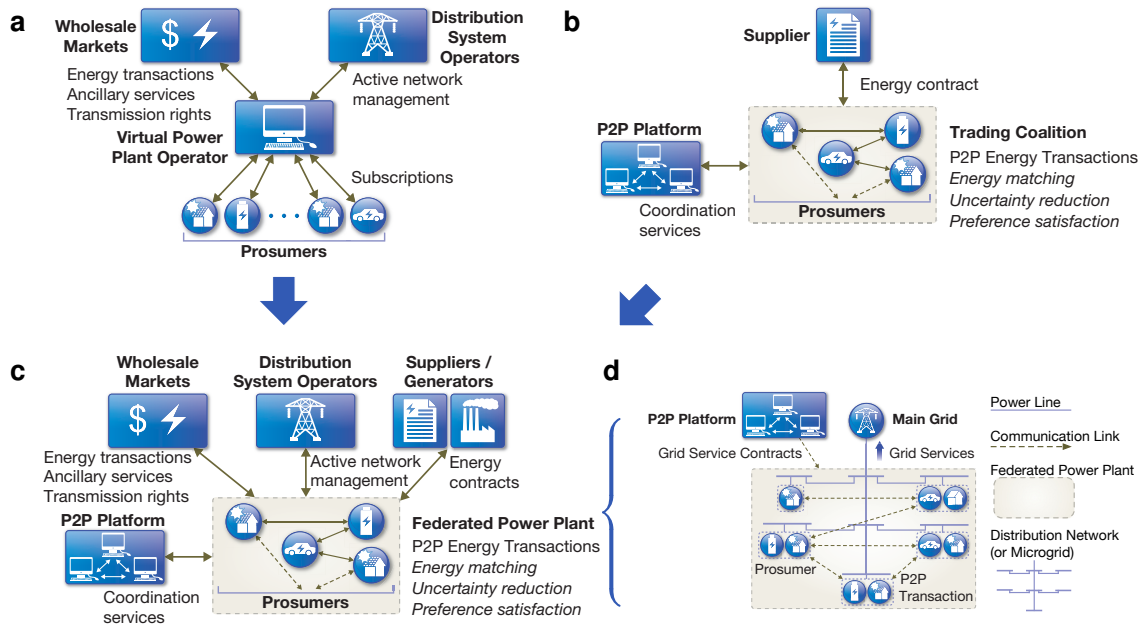 a
Wholesale
Markets
$
Distribution
System
Operators
Energy transactions
Ancillary services
Transmission rights
Active network
management
Virtual Power
Plant Operator
Subscriptions
Prosumers
b
Supplier
Energy contract
P2P Platform
Coordination
services
Prosumers
Trading Coalition
P2P Energy Transactions
Energy matching
Uncertainty reduction
Preference satisfaction
c
Wholesale
Markets
$
Distribution
System Operators
Suppliers /
Generators
Energy transactions
Ancillary services
Transmission rights
Active network
management
Energy
contracts
P2P Platform
Coordination
services
Prosumers
Federated Power Plant
P2P Energy Transactions
Energy matching
Uncertainty reduction
Preference satisfaction
d
P2P Platform
Main Grid
Grid Service Contracts
Grid Services
Prosumer
P2P
Transaction
Power Line
Communication Link
Federated Power Plant
Distribution Network
(or Microgrid)